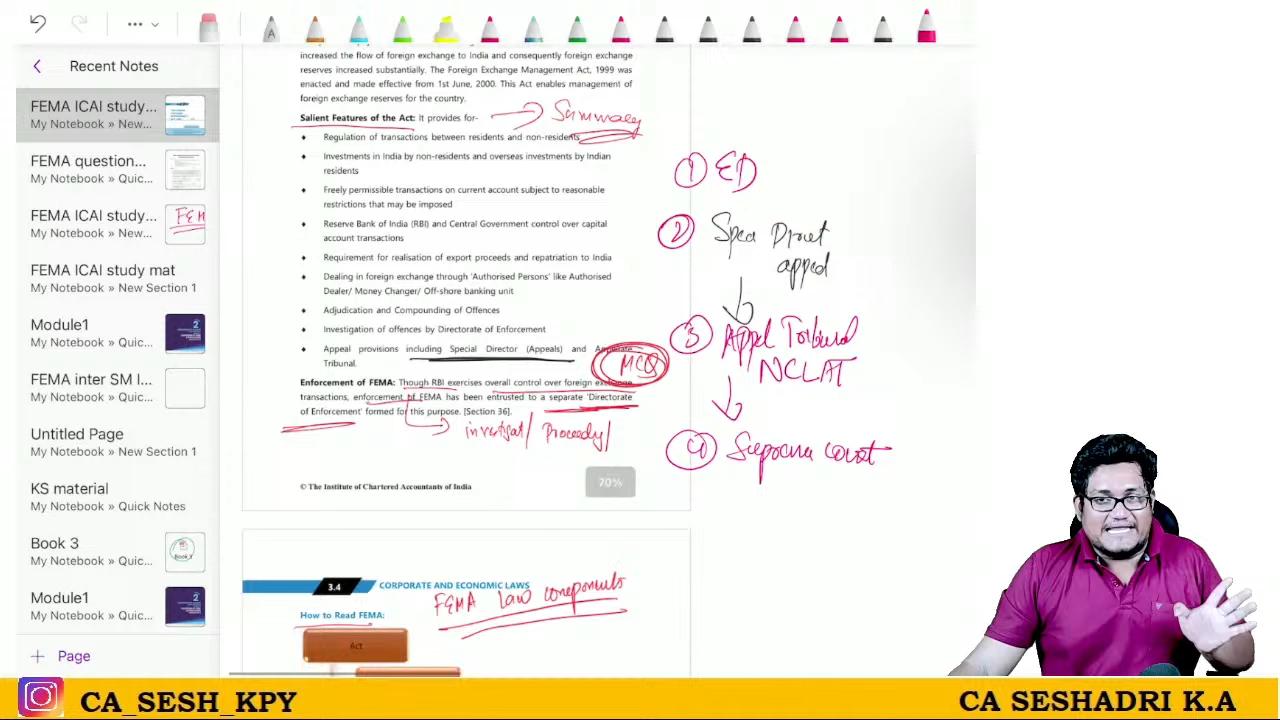 A
Recent Notes
FEMA ICAI study...
My Notebook » New...
FEMA question...
My Notebook » Quic...
FEMA ICAI study...
My Notebook » New...
FEM
FEMA ICAI study mat
My Notebook » New Section 1
Module1
My Notebook » Quic...
2
FEMA inter SM I...
My Notebook » Quic...
Untitled Page
My Notebook » New Section 1
KS material
My Notebook » Quick Notes
Book 3
My Notebook » Quic...
Book 3
Module1
My Notebook » Quic...
2
+ Page
increased the flow of foreign exchange to India and consequently foreign exchange
reserves increased substantially. The Foreign Exchange Management Act, 1999 was
enacted and made effective from 1st June, 2000. This Act enables management of
foreign exchange reserves for the country.
Salient Features of the Act: It provides for-
Summary
♦ Regulation of transactions between residents and non-residents
♦ Investments in India by non-residents and overseas investments by Indian
residents
♦ Freely permissible transactions on current account subject to reasonable
restrictions that may be imposed
♦ Reserve Bank of India (RBI) and Central Government control over capital
account transactions
♦ Requirement for realisation of export proceeds and repatriation to India
♦ Dealing in foreign exchange through 'Authorised Persons' like Authorised
Dealer/ Money Changer/ Off-shore banking unit
♦ Adjudication and Compounding of Offences
♦ Investigation of offences by Directorate of Enforcement
♦ Appeal provisions including Special Director (Appeals) and Appellate
Tribunal.
MCQ
Enforcement of FEMA: Though RBI exercises overall control over foreign exchange
transactions, enforcement of FEMA has been entrusted to a separate 'Directorate
of Enforcement' formed for this purpose. [Section 36].
investigat/ Proceedy/
© The Institute of Chartered Accountants of India
70%
① ED
② Spea Diruct
apped
③ Appel Tribunal
NCLAT
④ Supreme court
3.4 CORPORATE AND ECONOMIC LAWS
FEMA Law components
How to Read FEMA:
Act
CA_SESH_KPY
CA SESHADRI K.A